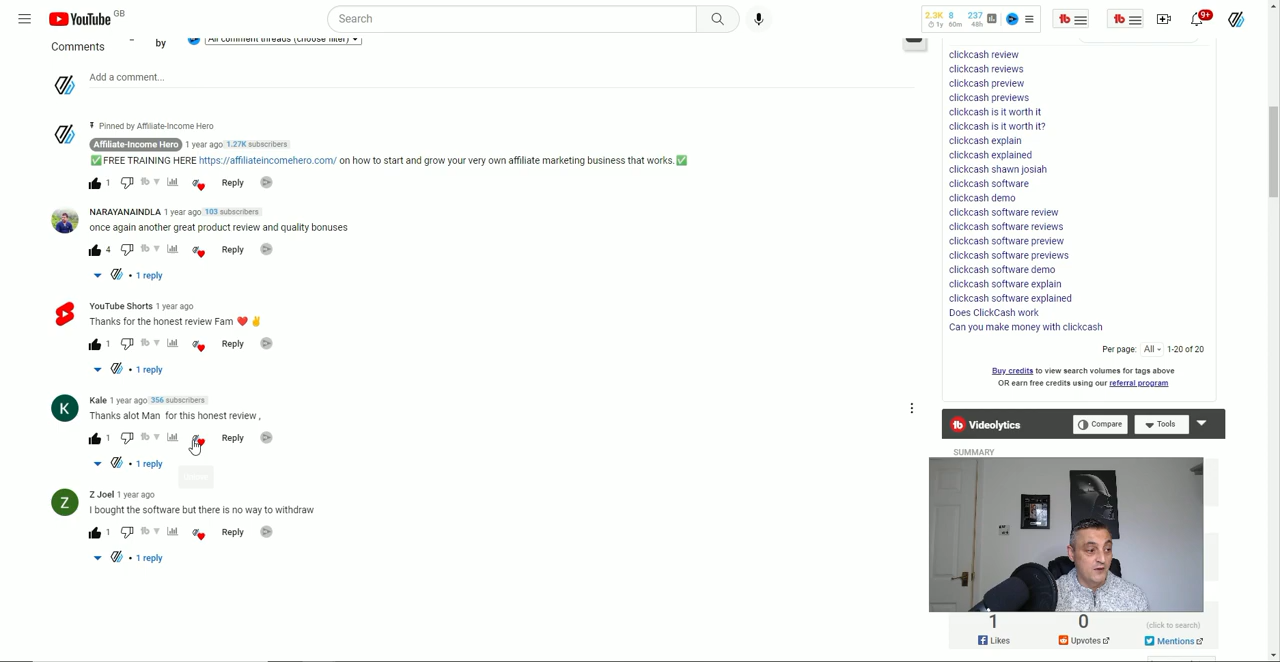 YouTube GB
Search
2.3K 8 237
1y 60m 48h
9+
Comments
by All comment threads (choose filter)
Add a comment...
Pinned by Affiliate-Income Hero
Affiliate-Income Hero 1 year ago 1.27K subscribers
✅FREE TRAINING HERE https://affiliateincomehero.com/ on how to start and grow your very own affiliate marketing business that works.✅
1 Reply
NARAYANAINDLA 1 year ago 103 subscribers
once again another great product review and quality bonuses
4 Reply
• 1 reply
YouTube Shorts 1 year ago
Thanks for the honest review Fam ❤️ ✌️
1 Reply
• 1 reply
K
Kale 1 year ago 356 subscribers
Thanks alot Man for this honest review ,
1 Reply
• 1 reply
Z
Z Joel 1 year ago
I bought the software but there is no way to withdraw
1 Reply
• 1 reply
clickcash review
clickcash reviews
clickcash preview
clickcash previews
clickcash is it worth it
clickcash is it worth it?
clickcash explain
clickcash explained
clickcash shawn josiah
clickcash software
clickcash demo
clickcash software review
clickcash software reviews
clickcash software preview
clickcash software previews
clickcash software demo
clickcash software explain
clickcash software explained
Does ClickCash work
Can you make money with clickcash
Per page: All 1-20 of 20
Buy credits to view search volumes for tags above
OR earn free credits using our referral program
tb Videolytics Compare Tools
SUMMARY
1 0 (click to search)
Likes Upvotes Mentions